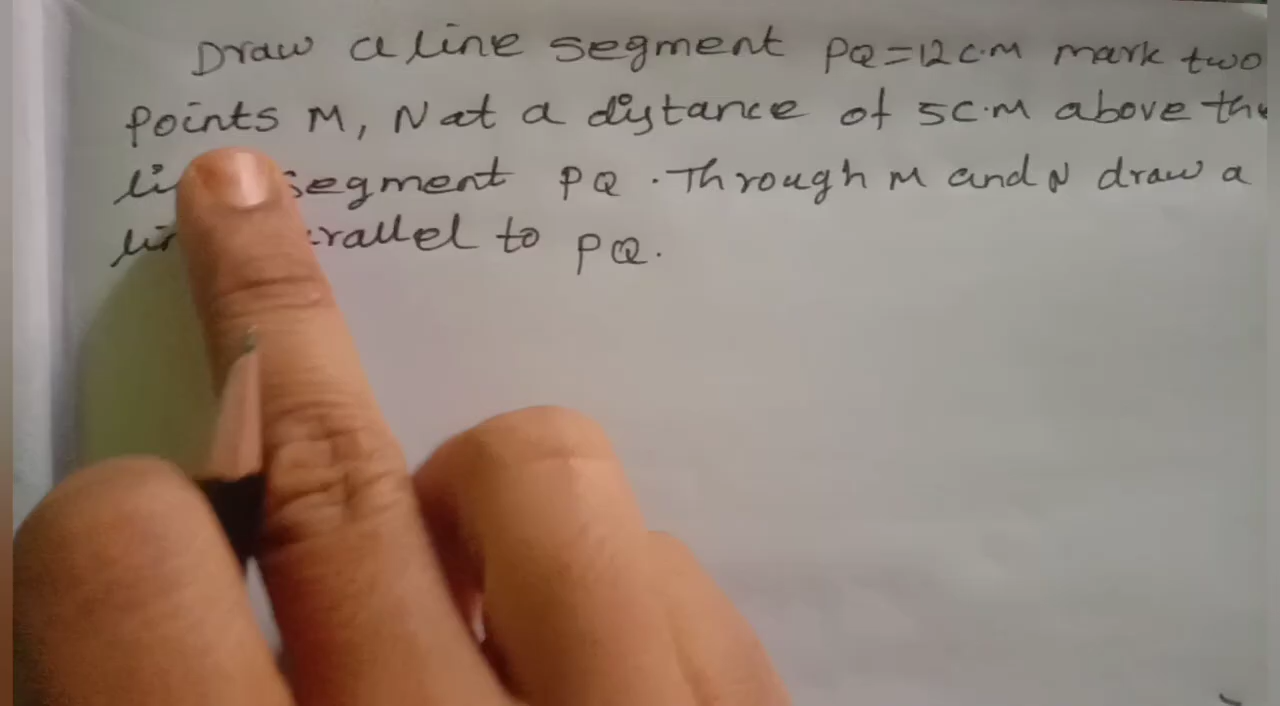 Draw a line segment PQ=12C.M mark two
points M, N at a distance of 5C.M above the
segment PQ. Through M and N draw a
to PQ.